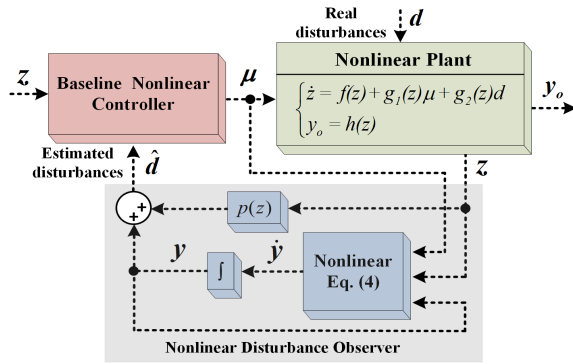 Real
disturbances
d
Nonlinear Plant
Baseline Nonlinear
Controller
z
μ
ż = f(z) + g₁(z)μ + g₂(z)d
yₒ = h(z)
yₒ
Estimated
disturbances
d̂
z
+
+
p(z)
y
∫
ẏ
Nonlinear
Eq. (4)
Nonlinear Disturbance Observer